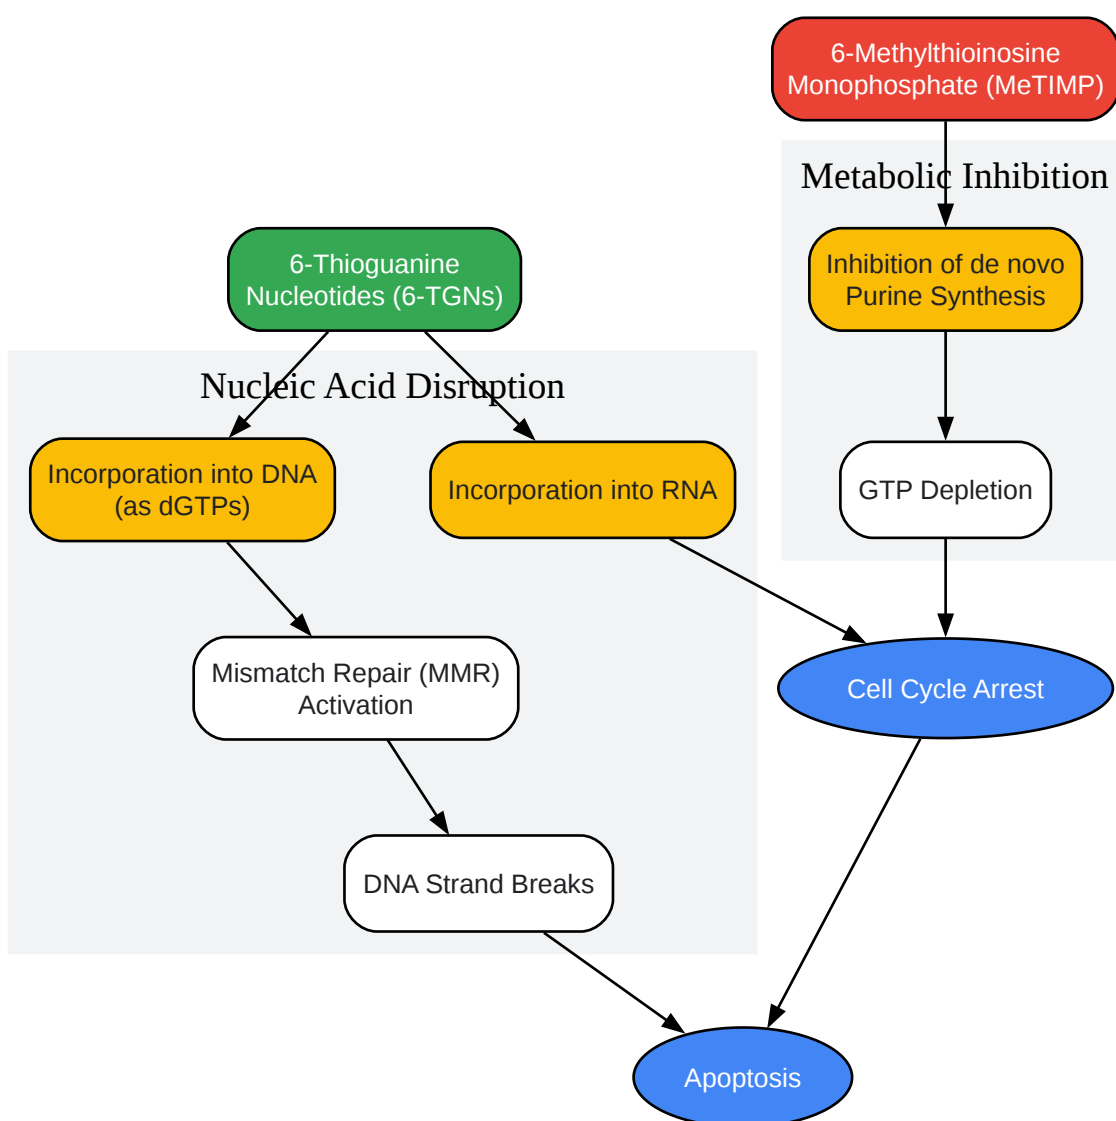 6-Methylthioinosine
Monophosphate (MeTIMP)
Metabolic Inhibition
6-Thioguanine
Nucleotides (6-TGNs)
Inhibition of de novo
Purine Synthesis
Nucleic Acid Disruption
Incorporation into DNA
(as dGTPs)
Incorporation into RNA
GTP Depletion
Mismatch Repair (MMR)
Activation
Cell Cycle Arrest
DNA Strand Breaks
Apoptosis